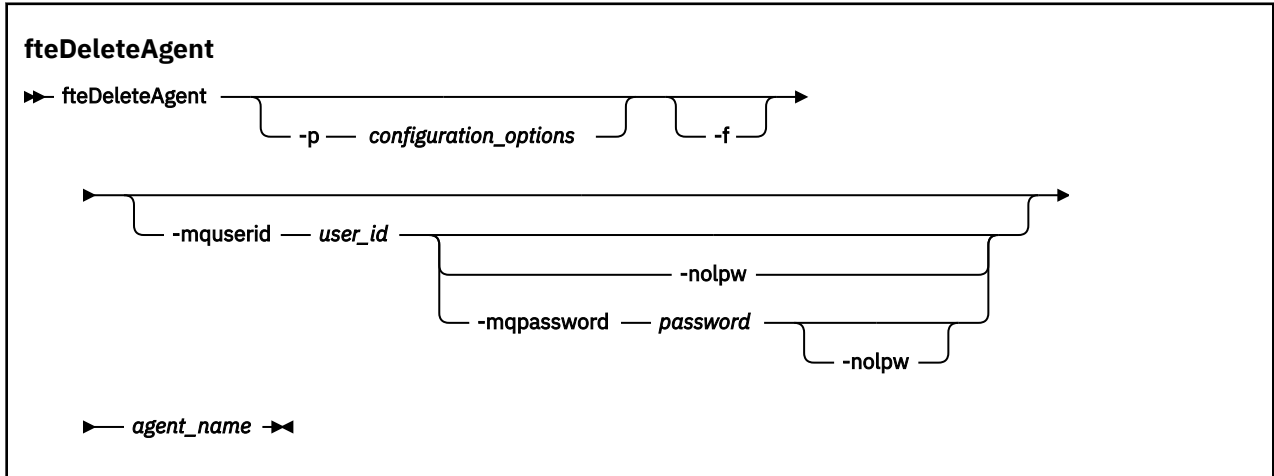 fteDeleteAgent
fteDeleteAgent
-p configuration_options -f
-mquserid user_id
-nolpw
-mqpassword password
-nolpw
agent_name